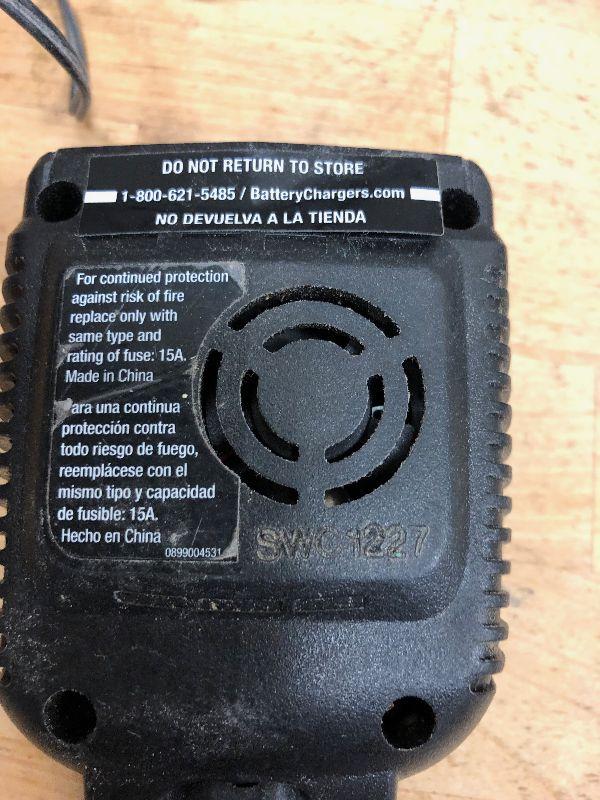 DO NOT RETURN TO STORE
1-800-621-5485 / BatteryChargers.com
NO DEVUELVA A LA TIENDA
For continued protection
against risk of fire
replace only with
same type and
rating of fuse: 15A.
Made in China
ara una continua
protección contra
todo riesgo de fuego,
reemplácese con el
mismo tipo y capacidad
de fusible: 15A.
Hecho en China
0899004531
SWC 1227